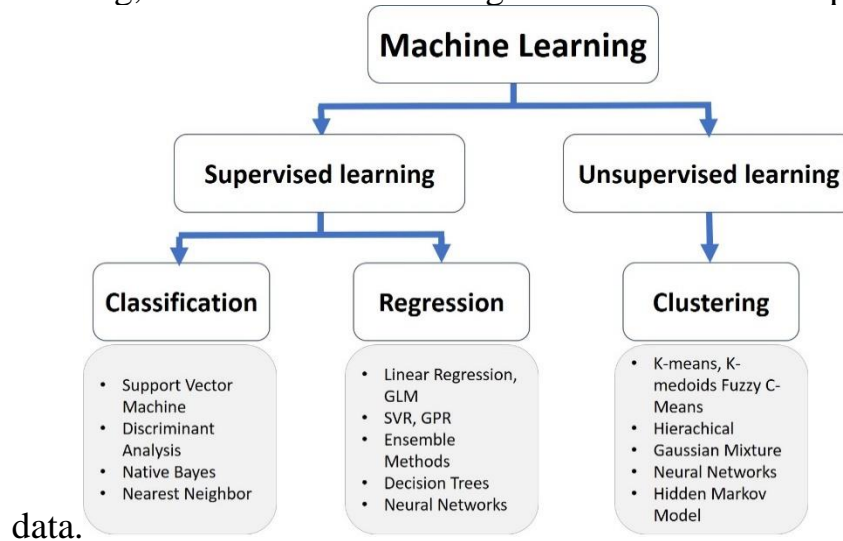 Machine Learning
Supervised learning
Unsupervised learning
Classification
Regression
Clustering
• Support Vector
Machine
• Discriminant
Analysis
• Native Bayes
• Nearest Neighbor
• Linear Regression,
GLM
• SVR, GPR
• Ensemble
Methods
• Decision Trees
• Neural Networks
• K-means, K-
medoids Fuzzy C-
Means
• Hierachical
• Gaussian Mixture
• Neural Networks
• Hidden Markov
Model
data.